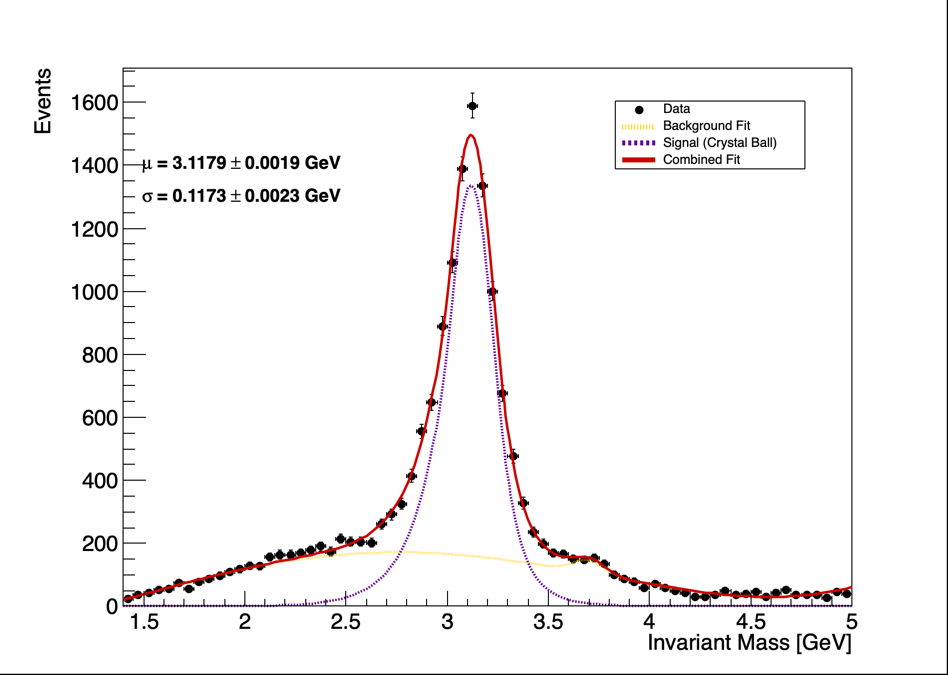 Events
1600
1400
1200
1000
800
600
400
200
0
μ = 3.1179 ± 0.0019 GeV
σ = 0.1173 ± 0.0023 GeV
Data
Background Fit
Signal (Crystal Ball)
Combined Fit
1.5 2 2.5 3 3.5 4 4.5 5
Invariant Mass [GeV]